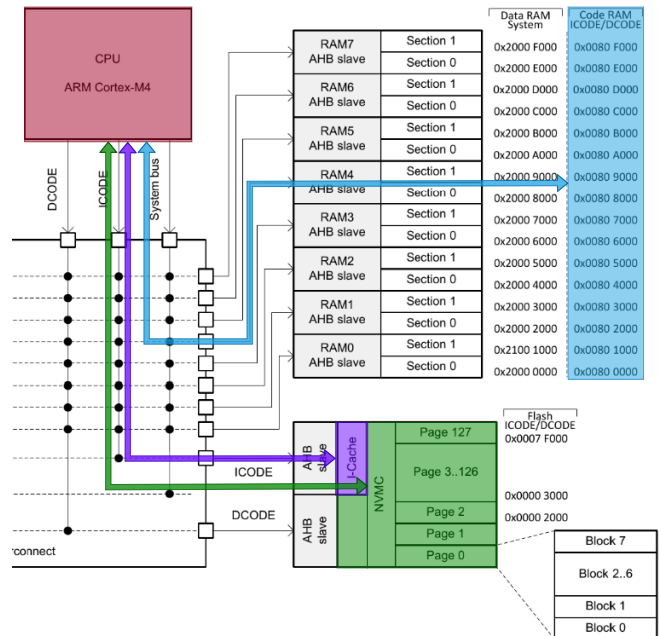 CPU
ARM Cortex-M4
DCODE
ICODE
System bus
rconnect
ICODE
DCODE
Data RAM
System
Code RAM
ICODE/DCODE
RAM7
AHB slave
Section 1
0x2000 F000
0x0080 F000
Section 0
0x2000 E000
0x0080 E000
RAM6
AHB slave
Section 1
0x2000 D000
0x0080 D000
Section 0
0x2000 C000
0x0080 C000
RAM5
AHB slave
Section 1
0x2000 B000
0x0080 B000
Section 0
0x2000 A000
0x0080 A000
RAM4
AHB slave
Section 1
0x2000 9000
0x0080 9000
Section 0
0x2000 8000
0x0080 8000
RAM3
AHB slave
Section 1
0x2000 7000
0x0080 7000
Section 0
0x2000 6000
0x0080 6000
RAM2
AHB slave
Section 1
0x2000 5000
0x0080 5000
Section 0
0x2000 4000
0x0080 4000
RAM1
AHB slave
Section 1
0x2000 3000
0x0080 3000
Section 0
0x2000 2000
0x0080 2000
RAM0
AHB slave
Section 1
0x2100 1000
0x0080 1000
Section 0
0x2000 0000
0x0080 0000
Flash
ICODE/DCODE
AHB
slave
I-Cache
AHB
slave
NVMC
Page 127
0x0007 F000
Page 3..126
0x0000 3000
Page 2
0x0000 2000
Page 1
Page 0
Block 7
Block 2..6
Block 1
Block 0